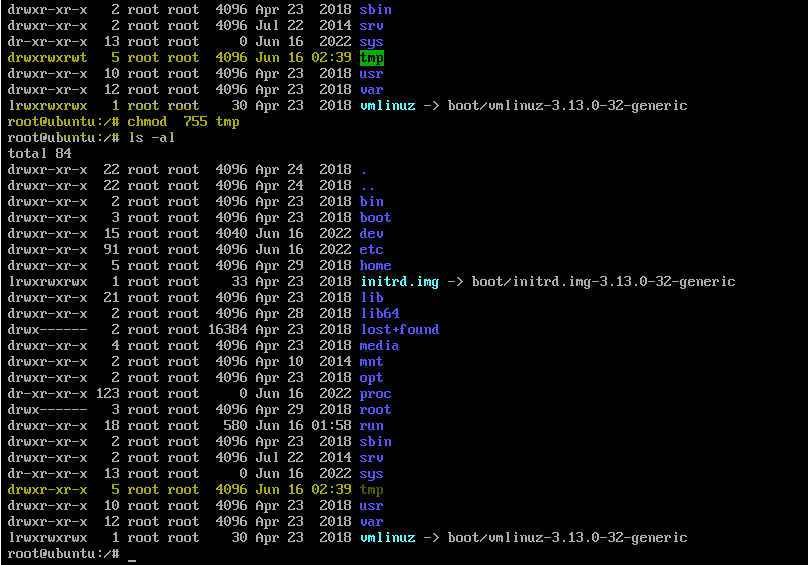 drwxr-xr-x   2 root root  4096 Apr 23  2018 sbin
drwxr-xr-x   2 root root  4096 Jul 22  2014 srv
dr-xr-xr-x  13 root root     0 Jun 16  2022 sys
drwxrwxrwt   5 root root  4096 Jun 16 02:39 tmp
drwxr-xr-x  10 root root  4096 Apr 23  2018 usr
drwxr-xr-x  12 root root  4096 Apr 23  2018 var
lrwxrwxrwx   1 root root    30 Apr 23  2018 vmlinuz -> boot/vmlinuz-3.13.0-32-generic
root@ubuntu:/# chmod  755 tmp
root@ubuntu:/# ls -al
total 84
drwxr-xr-x  22 root root  4096 Apr 24  2018 .
drwxr-xr-x  22 root root  4096 Apr 24  2018 ..
drwxr-xr-x   2 root root  4096 Apr 23  2018 bin
drwxr-xr-x   3 root root  4096 Apr 23  2018 boot
drwxr-xr-x  15 root root  4040 Jun 16  2022 dev
drwxr-xr-x  91 root root  4096 Jun 16  2022 etc
drwxr-xr-x   5 root root  4096 Apr 29  2018 home
lrwxrwxrwx   1 root root    33 Apr 23  2018 initrd.img -> boot/initrd.img-3.13.0-32-generic
drwxr-xr-x  21 root root  4096 Apr 23  2018 lib
drwxr-xr-x   2 root root  4096 Apr 28  2018 lib64
drwx------   2 root root 16384 Apr 23  2018 lost+found
drwxr-xr-x   4 root root  4096 Apr 23  2018 media
drwxr-xr-x   2 root root  4096 Apr 10  2014 mnt
drwxr-xr-x   2 root root  4096 Apr 23  2018 opt
dr-xr-xr-x 123 root root     0 Jun 16  2022 proc
drwx------   3 root root  4096 Apr 29  2018 root
drwxr-xr-x  18 root root   580 Jun 16 01:58 run
drwxr-xr-x   2 root root  4096 Apr 23  2018 sbin
drwxr-xr-x   2 root root  4096 Jul 22  2014 srv
dr-xr-xr-x  13 root root     0 Jun 16  2022 sys
drwxr-xr-x   5 root root  4096 Jun 16 02:39 tmp
drwxr-xr-x  10 root root  4096 Apr 23  2018 usr
drwxr-xr-x  12 root root  4096 Apr 23  2018 var
lrwxrwxrwx   1 root root    30 Apr 23  2018 vmlinuz -> boot/vmlinuz-3.13.0-32-generic
root@ubuntu:/# _